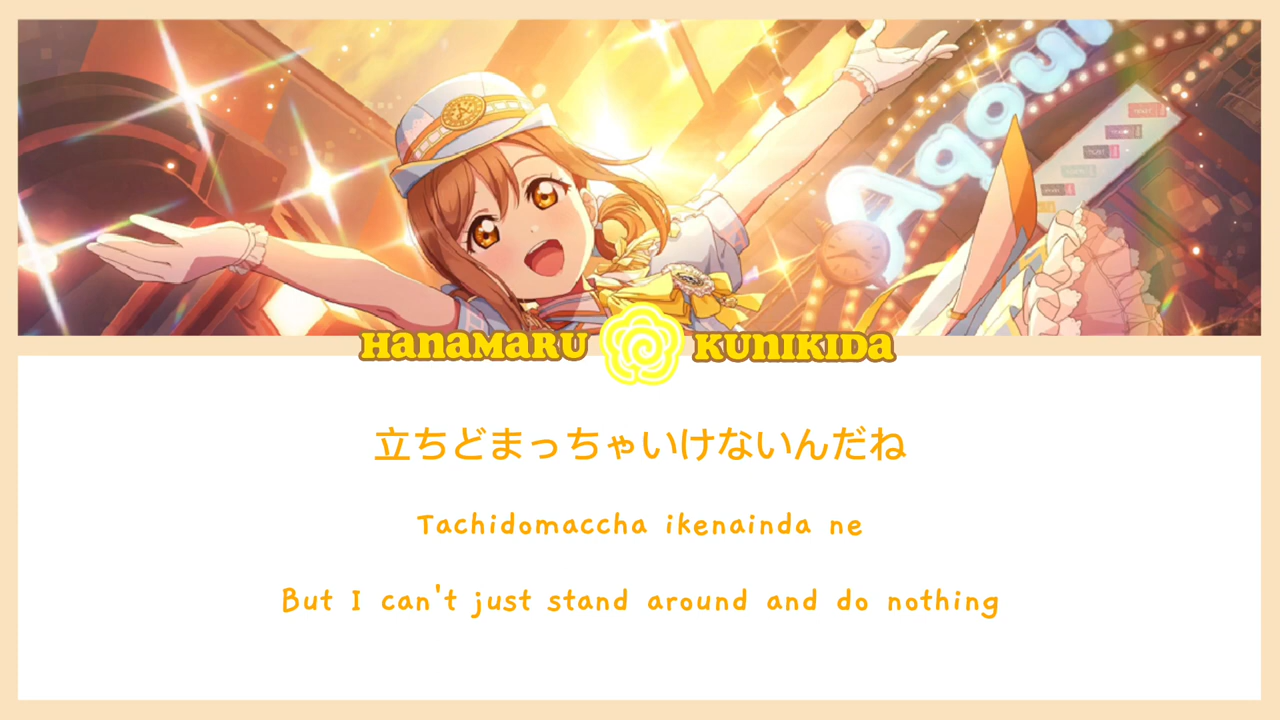 Aqour
HanaMaRU KUnIKIDa
立ちどまっちゃいけないんだね
Tachidomaccha ikenainda ne
But I can't just stand around and do nothing